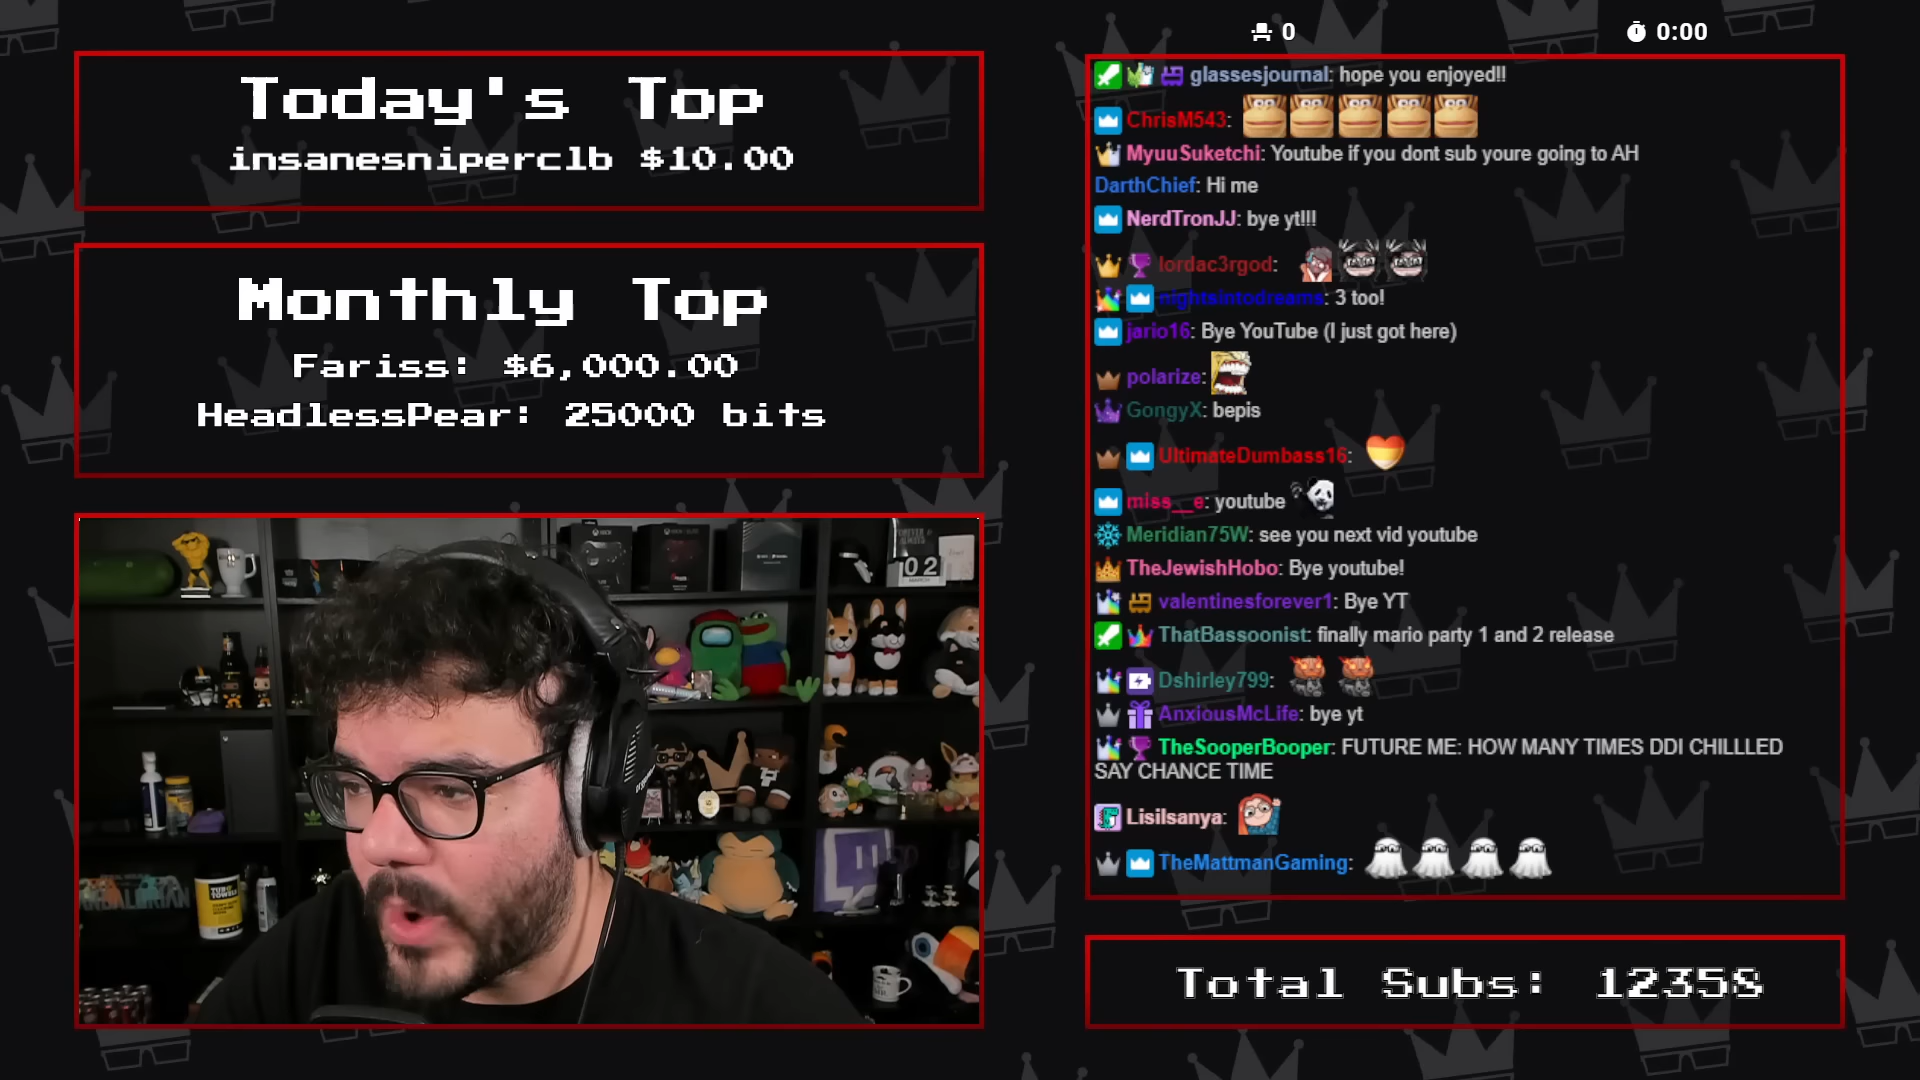 Today's Top
insanesniperclb $10.00
Monthly Top
Fariss: $6,000.00
HeadlessPear: 25000 bits
02
0
0:00
glassesjournal: hope you enjoyed!!
ChrisM543:
MyuuSuketchi: Youtube if you dont sub youre going to AH
DarthChief: Hi me
NerdTronJJ: bye yt!!!
lordac3rgod:
nightsintodreams: 3 too!
jario16: Bye YouTube (I just got here)
polarize:
GongyX: bepis
UltimateDumbass16:
miss__e: youtube
Meridian75W: see you next vid youtube
TheJewishHobo: Bye youtube!
valentinesforever1: Bye YT
ThatBassoonist: finally mario party 1 and 2 release
Dshirley799:
AnxiousMcLife: bye yt
TheSooperBooper: FUTURE ME: HOW MANY TIMES DDI CHILLLED
SAY CHANCE TIME
Lisilsanya:
TheMattmanGaming:
Total Subs: 12358